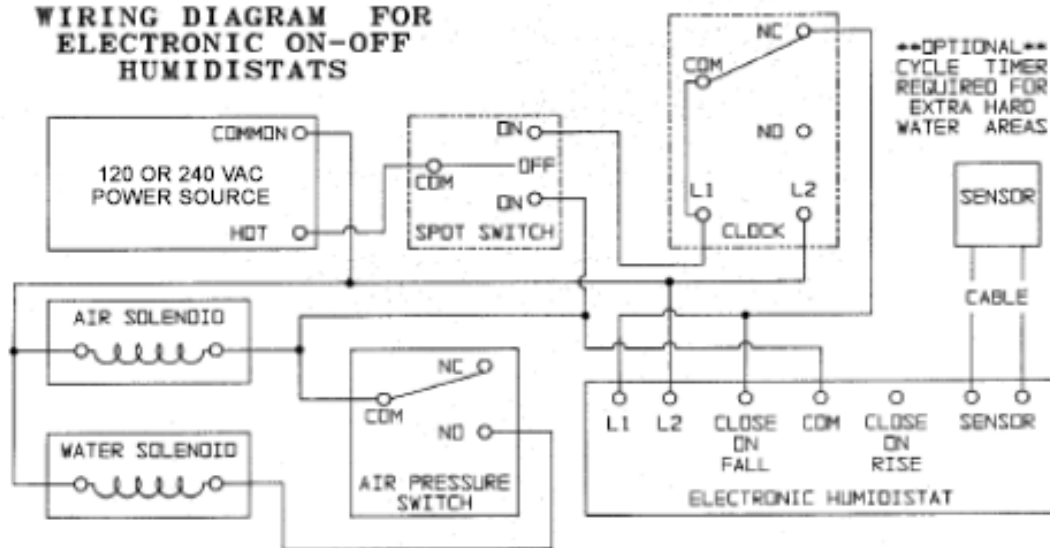 WIRING DIAGRAM FOR
ELECTRONIC ON-OFF
HUMIDISTATS
**OPTIONAL**
CYCLE TIMER
REQUIRED FOR
EXTRA HARD
WATER AREAS
COMMON
120 OR 240 VAC
POWER SOURCE
HOT
ON
OFF
COM
ON
SPOT SWITCH
NC
COM
NO
L1
L2
CLOCK
SENSOR
CABLE
AIR SOLENOID
WATER SOLENOID
NC
COM
NO
AIR PRESSURE
SWITCH
L1
L2
CLOSE
ON
FALL
COM
CLOSE
ON
RISE
SENSOR
ELECTRONIC HUMIDISTAT